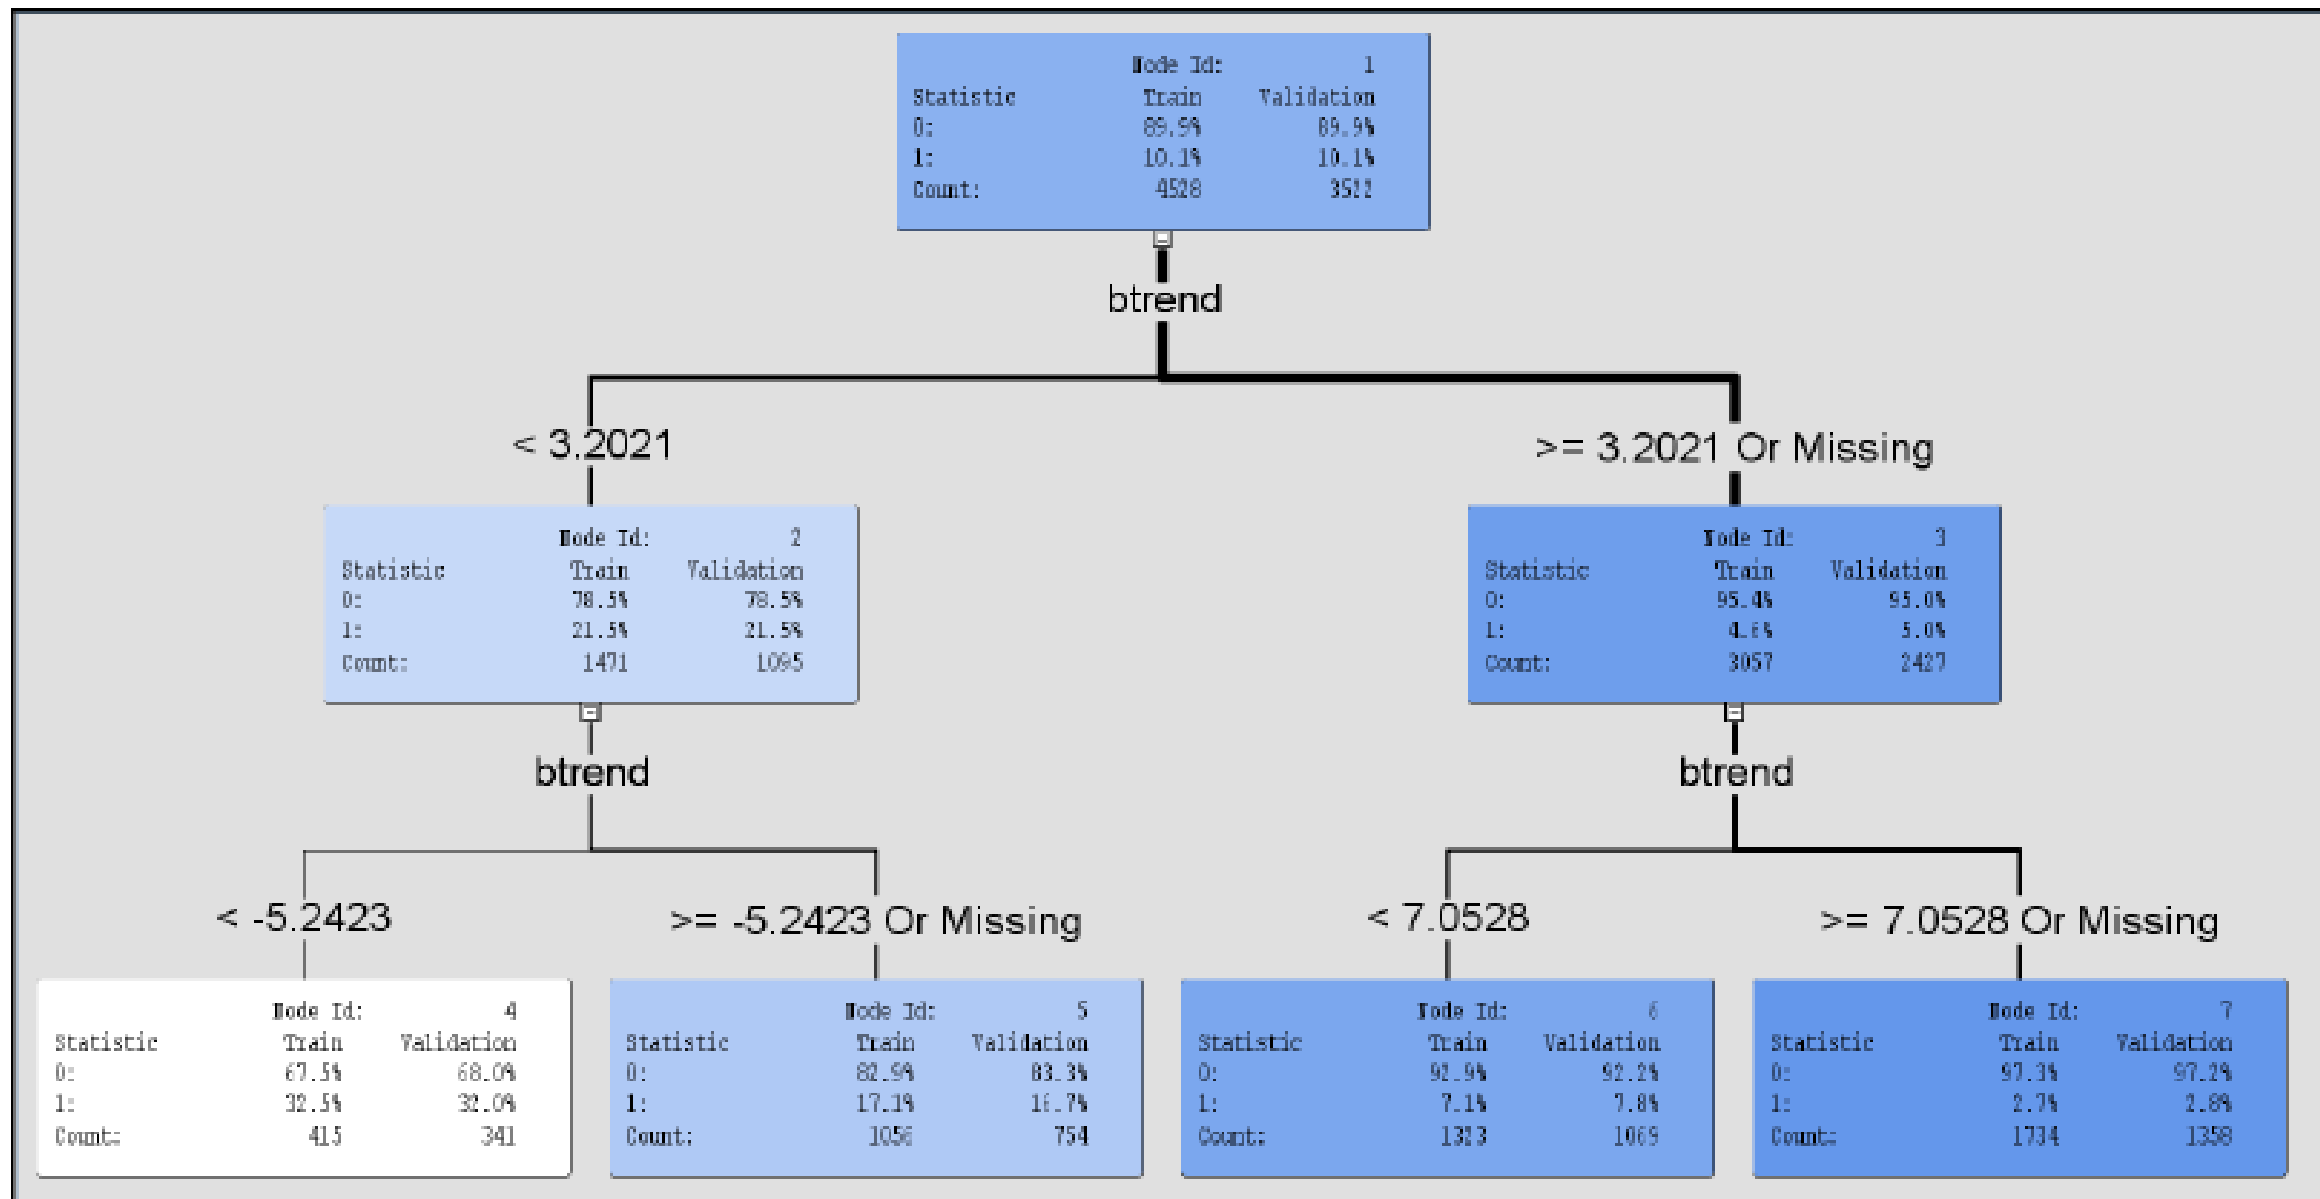 Node Id: 1
Statistic Train Validation
0: 89.9% 89.9%
1: 10.1% 10.1%
Count: 4528 3522
btrend
< 3.2021
>= 3.2021 Or Missing
Node Id: 2
Statistic Train Validation
0: 78.5% 78.5%
1: 21.5% 21.5%
Count: 1471 1095
Node Id: 3
Statistic Train Validation
0: 95.4% 95.0%
1: 4.6% 5.0%
Count: 3057 2427
btrend
btrend
< -5.2423
>= -5.2423 Or Missing
< 7.0528
>= 7.0528 Or Missing
Node Id: 4
Statistic Train Validation
0: 67.5% 68.0%
1: 32.5% 32.0%
Count: 415 341
Node Id: 5
Statistic Train Validation
0: 82.9% 83.3%
1: 17.1% 16.7%
Count: 1056 754
Node Id: 6
Statistic Train Validation
0: 92.9% 92.2%
1: 7.1% 7.8%
Count: 1323 1069
Node Id: 7
Statistic Train Validation
0: 97.3% 97.2%
1: 2.7% 2.8%
Count: 1734 1358